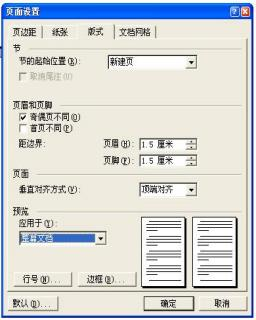 页面设置
页边距 纸张 版式 文档网格
节
节的起始位置(R): 新建页
取消尾注(U)
页眉和页脚
奇偶页不同(O)
首页不同(P)
距边界: 页眉(H): 1.5 厘米
页脚(F): 1.5 厘米
页面
垂直对齐方式(V): 顶端对齐
预览
应用于(Y):
整篇文档
行号(N)... 边框(B)...
默认(D)... 确定 取消